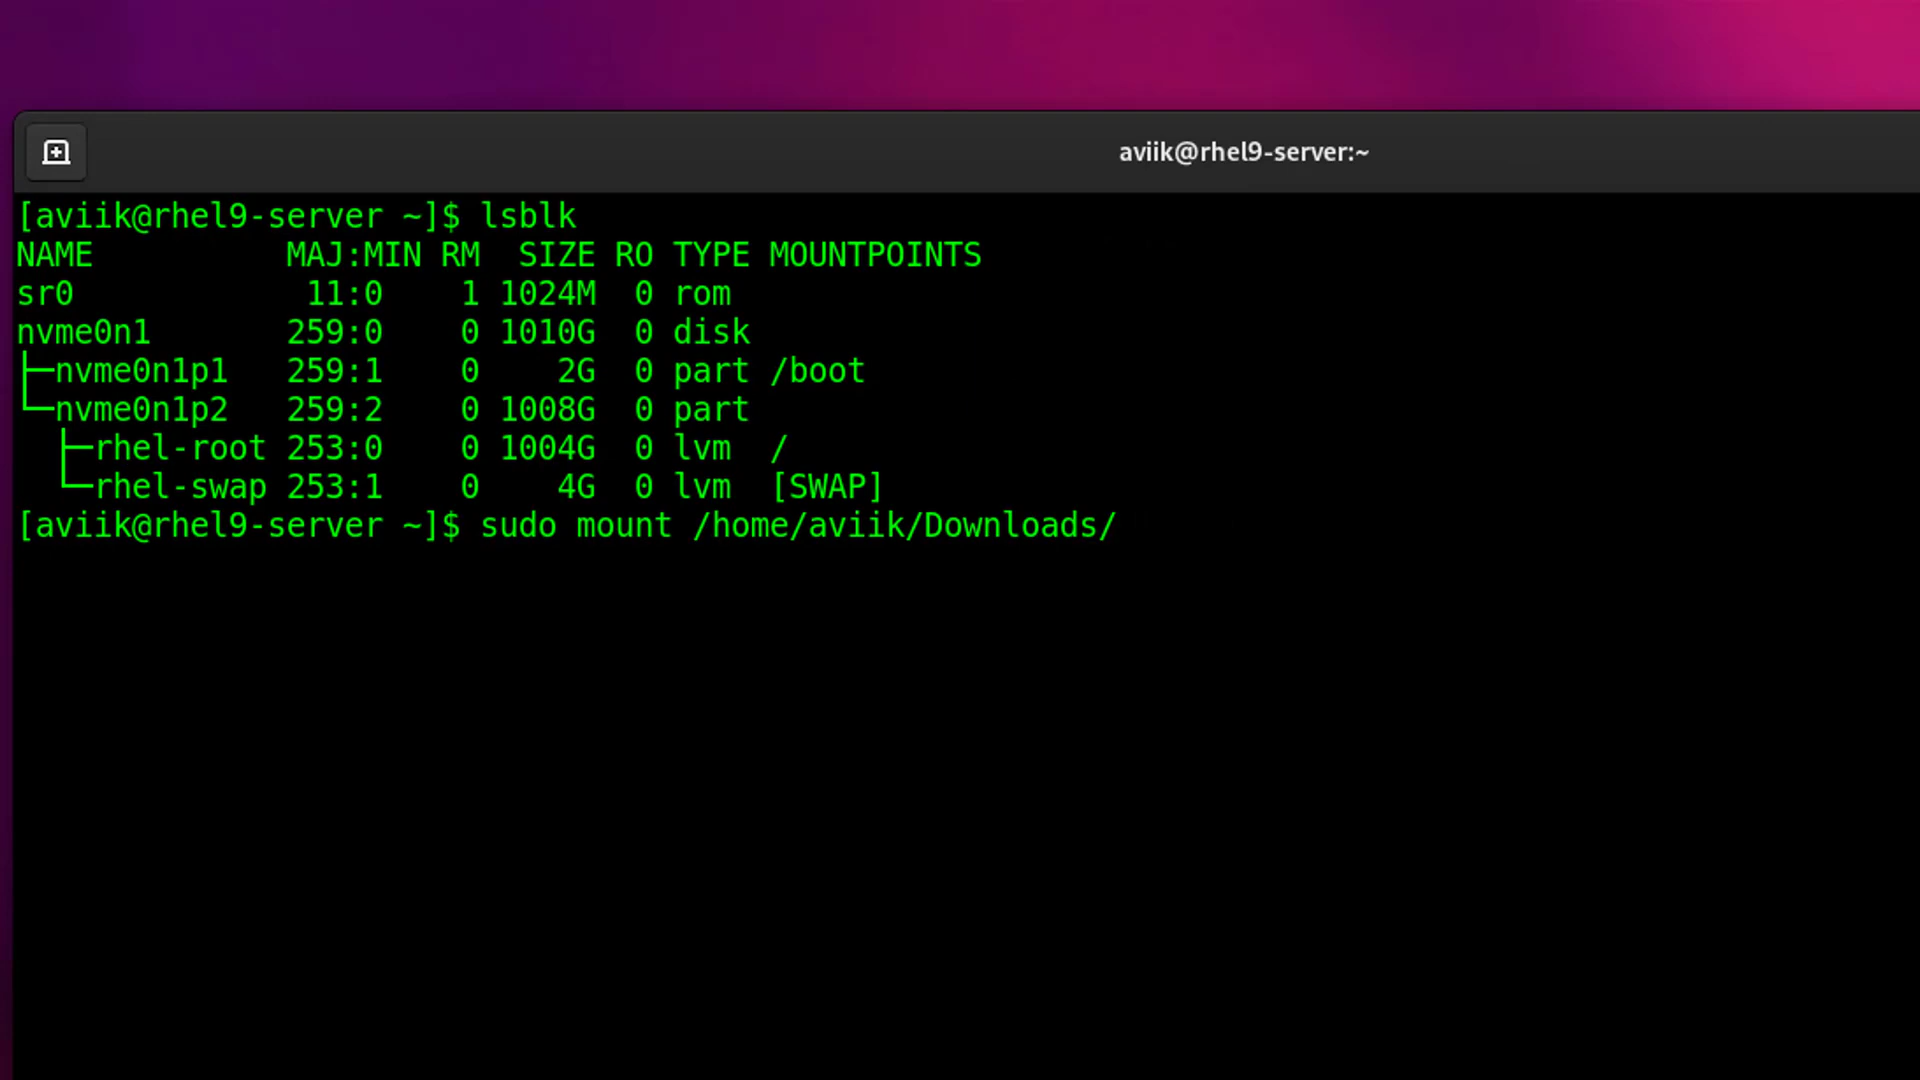 aviik@rhel9-server:~
[aviik@rhel9-server ~]$ lsblk
NAME          MAJ:MIN RM  SIZE RO TYPE MOUNTPOINTS
sr0            11:0    1 1024M  0 rom
nvme0n1       259:0    0 1010G  0 disk
├─nvme0n1p1   259:1    0    2G  0 part /boot
└─nvme0n1p2   259:2    0 1008G  0 part
  ├─rhel-root 253:0    0 1004G  0 lvm  /
  └─rhel-swap 253:1    0    4G  0 lvm  [SWAP]
[aviik@rhel9-server ~]$ sudo mount /home/aviik/Downloads/